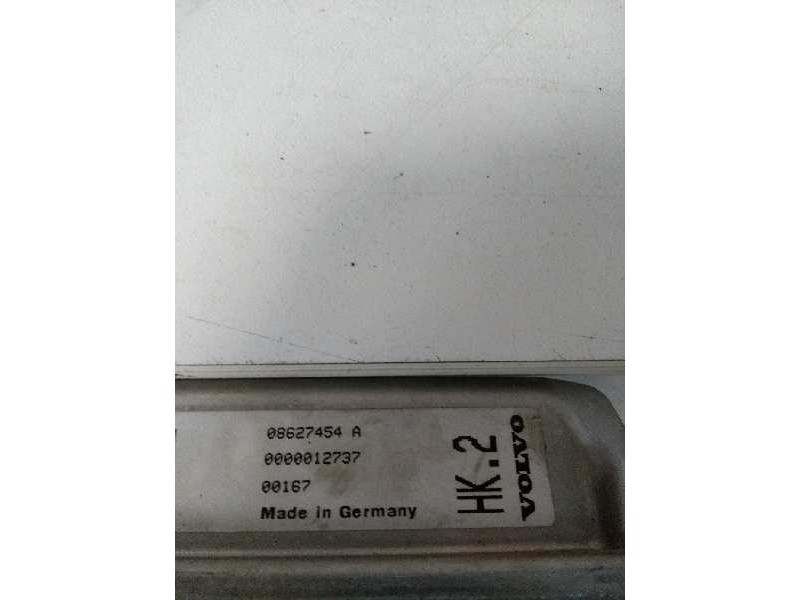 08627454 A
0000012737
00167
Made in Germany
HK.2
VOLVO